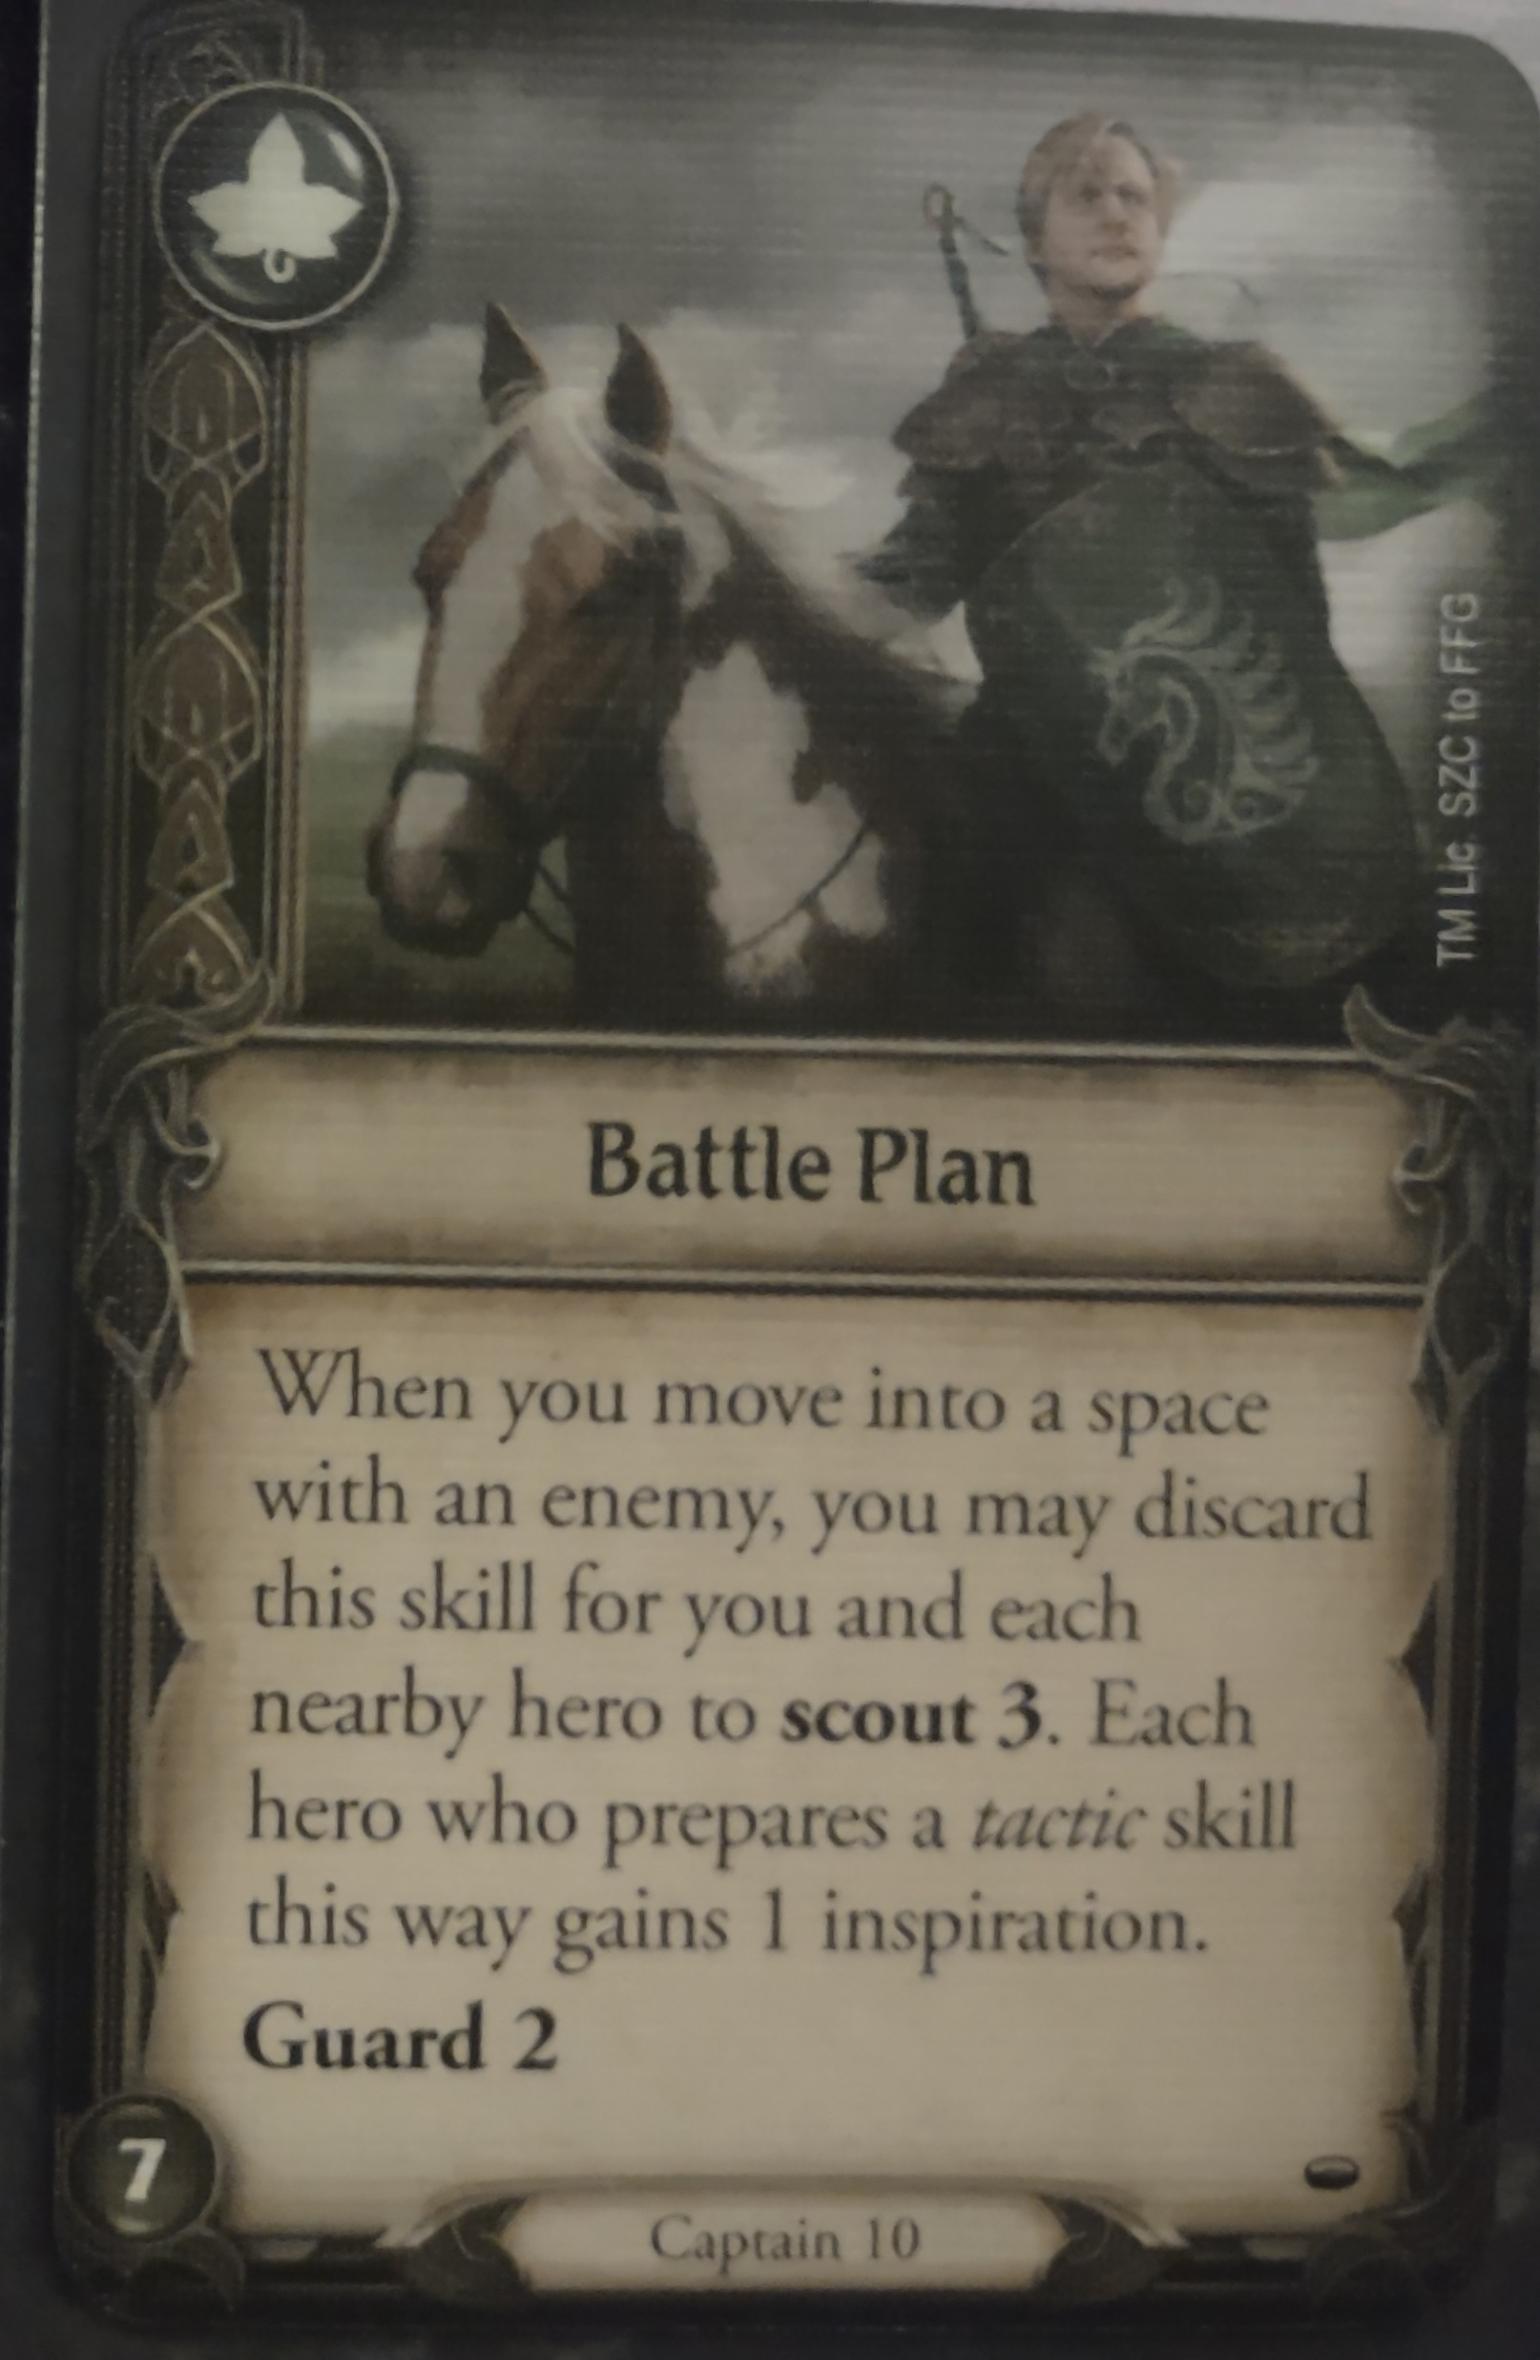 TM Lic. SZC to FFG
Battle Plan
When you move into a space
with an enemy, you may discard
this skill for you and each
nearby hero to scout 3. Each
hero who prepares a tactic skill
this way gains 1 inspiration.
Guard 2
7
Captain 10